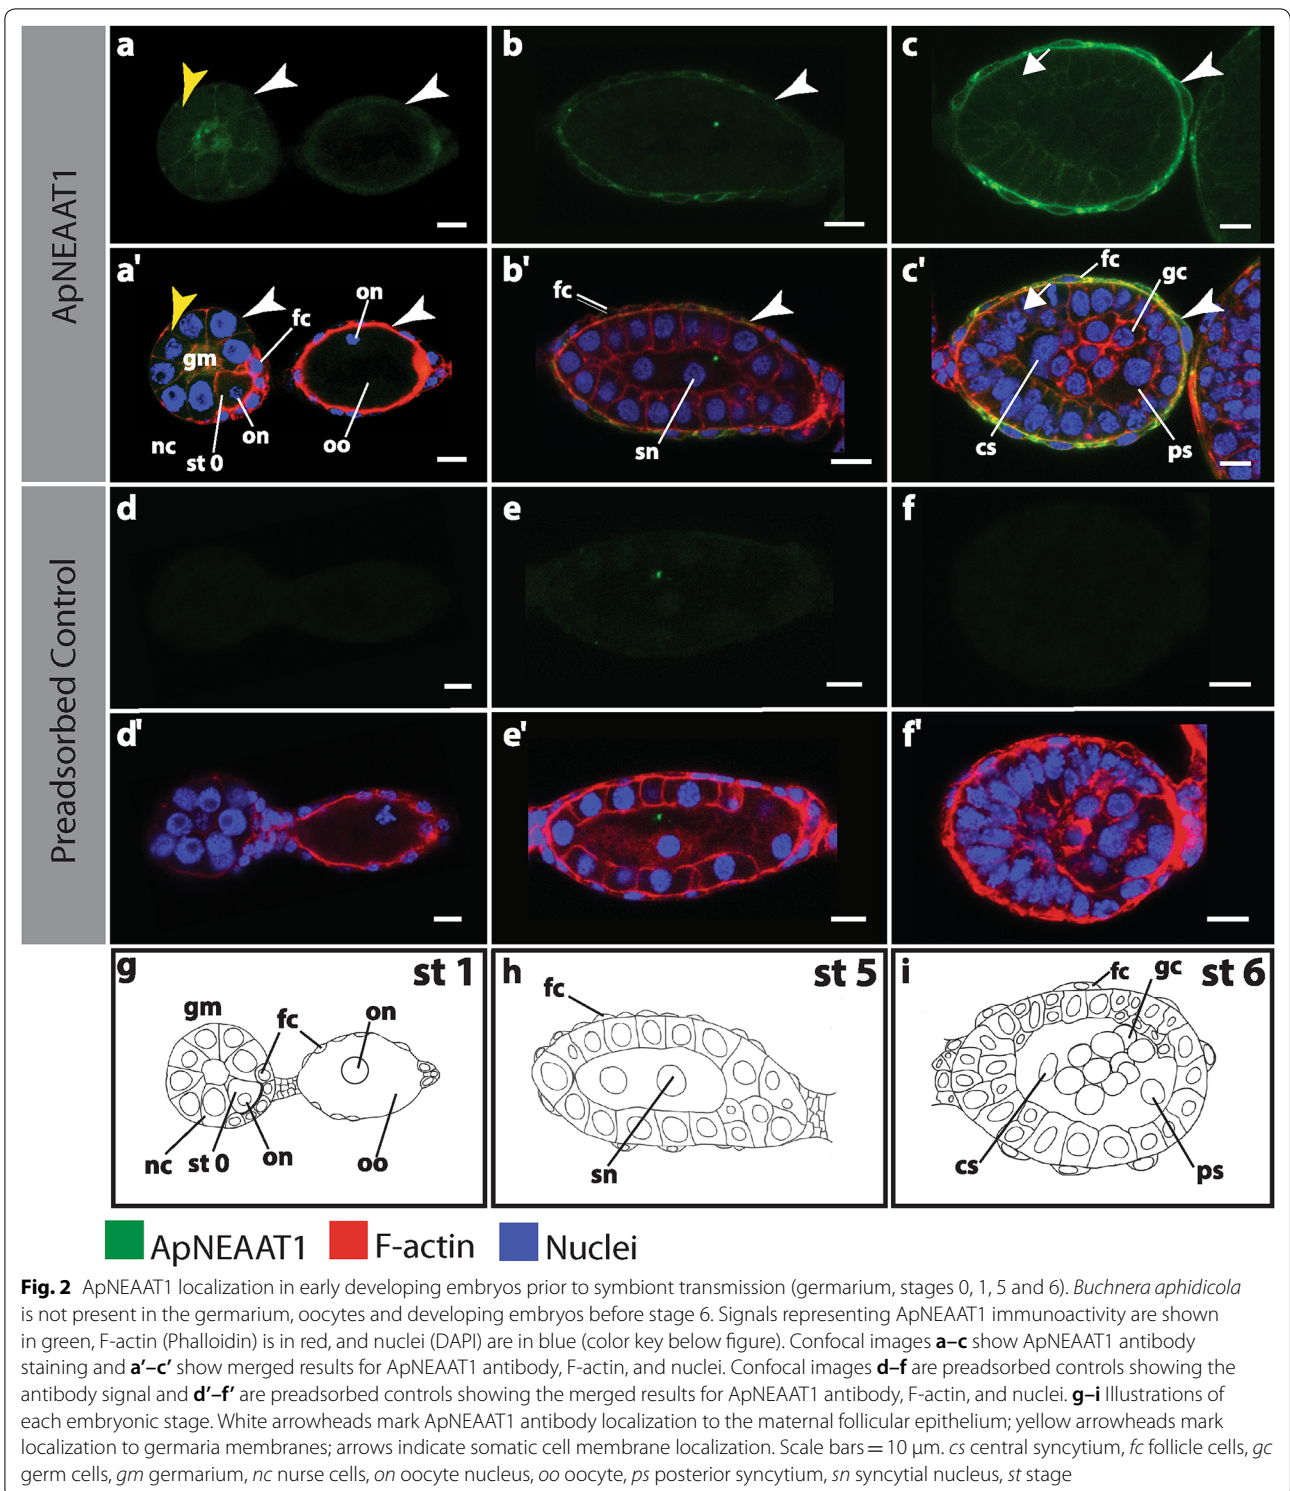 ApNEAAT1
a
b
c
a'
on
fc
gm
nc
st 0
on
oo
b'
fc
sn
c'
fc
gc
cs
ps
Preadsorbed Control
d
e
f
d'
e'
f'
g
st 1
gm
fc
on
nc
st 0
on
oo
h
st 5
fc
sn
i
st 6
fc
gc
cs
ps
ApNEAAT1
F-actin
Nuclei
Fig. 2 ApNEAAT1 localization in early developing embryos prior to symbiont transmission (germarium, stages 0, 1, 5 and 6). Buchnera aphidicola
is not present in the germarium, oocytes and developing embryos before stage 6. Signals representing ApNEAAT1 immunoactivity are shown
in green, F-actin (Phalloidin) is in red, and nuclei (DAPI) are in blue (color key below figure). Confocal images a–c show ApNEAAT1 antibody
staining and a′–c′ show merged results for ApNEAAT1 antibody, F-actin, and nuclei. Confocal images d–f are preadsorbed controls showing the
antibody signal and d′–f′ are preadsorbed controls showing the merged results for ApNEAAT1 antibody, F-actin, and nuclei. g–i Illustrations of
each embryonic stage. White arrowheads mark ApNEAAT1 antibody localization to the maternal follicular epithelium; yellow arrowheads mark
localization to germaria membranes; arrows indicate somatic cell membrane localization. Scale bars = 10 μm. cs central syncytium, fc follicle cells, gc
germ cells, gm germarium, nc nurse cells, on oocyte nucleus, oo oocyte, ps posterior syncytium, sn syncytial nucleus, st stage